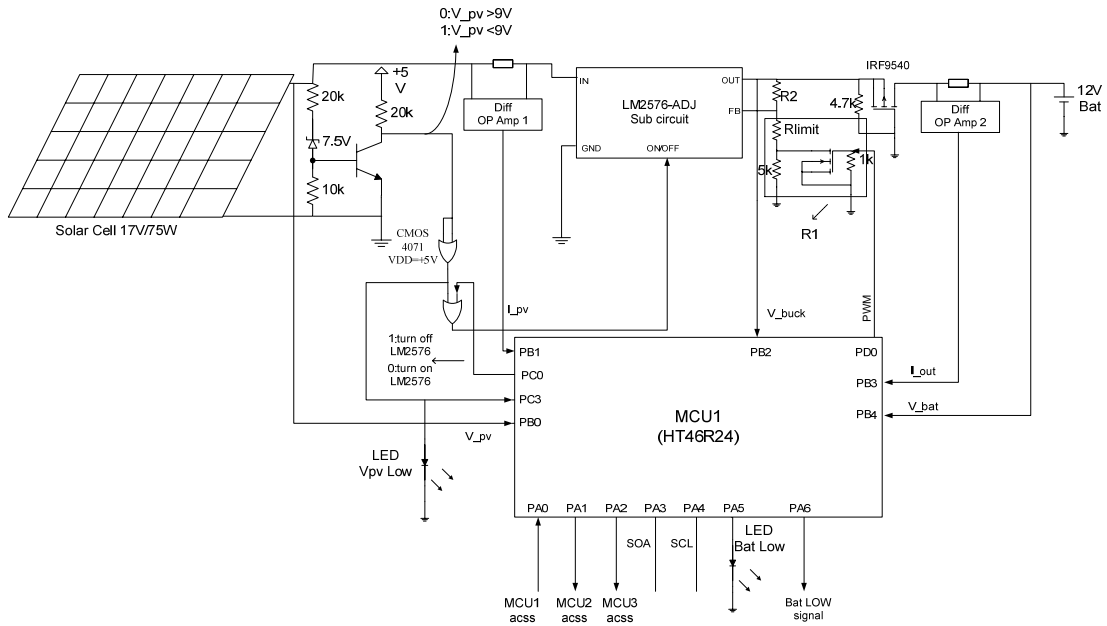 0:V_pv >9V
1:V_pv <9V
+5
V
20k
20k
7.5V
10k
Solar Cell 17V/75W
Diff
OP Amp 1
IN
OUT
LM2576-ADJ
Sub circuit
FB
GND
ON/OFF
R2
Rlimit
4.7k
5k
1k
R1
IRF9540
Diff
OP Amp 2
12V
Bat
CMOS
4071
VDD=+5V
I_pv
V_buck
PWM
1:turn off
LM2576
0:turn on
LM2576
PB1
PC0
PC3
PB0
V_pv
PB2
PD0
PB3
PB4
I_out
V_bat
MCU1
(HT46R24)
LED
Vpv Low
PA0
PA1
PA2
PA3
PA4
PA5
PA6
SOA
SCL
LED
Bat Low
MCU1
acss
MCU2
acss
MCU3
acss
Bat LOW
signal